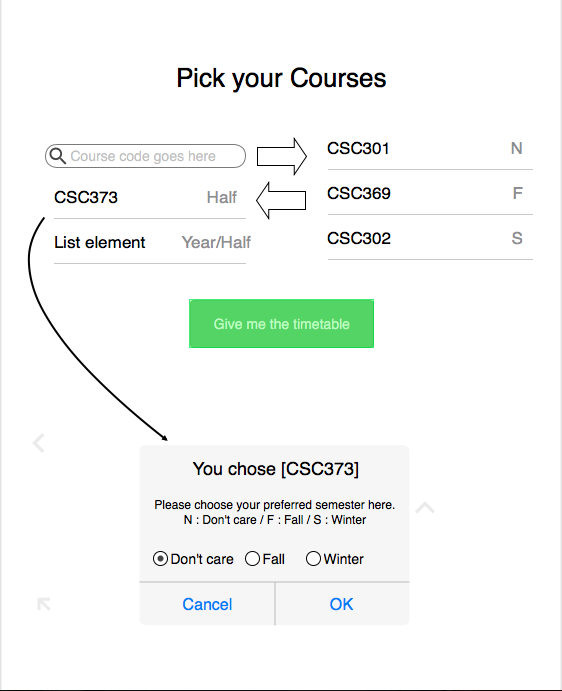 Pick your Courses
Course code goes here
CSC373 Half
List element Year/Half
CSC301 N
CSC369 F
CSC302 S
Give me the timetable
You chose [CSC373]
Please choose your preferred semester here.
N : Don't care / F : Fall / S : Winter
Don't care Fall Winter
Cancel OK